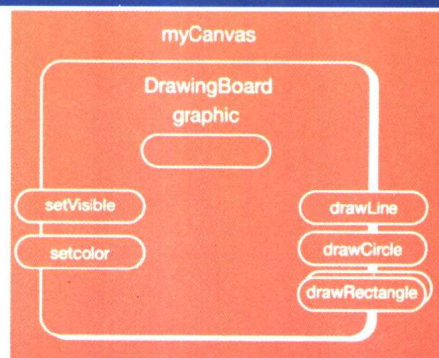 myCanvas
DrawingBoard
graphic
setVisible
drawLine
setcolor
drawCircle
drawRectangle